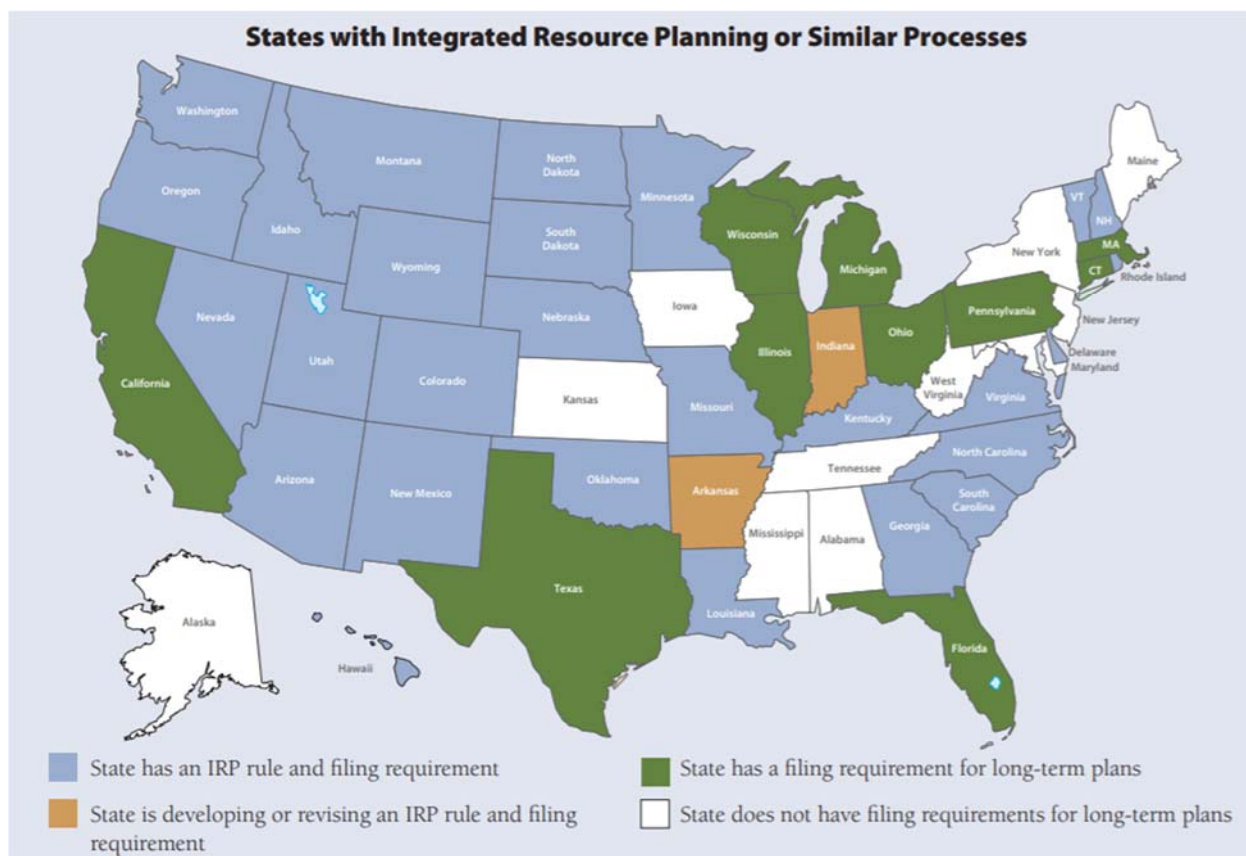 States with Integrated Resource Planning or Similar Processes
Washington
Montana
North
Dakota
Minnesota
Maine
Oregon
Idaho
VT
NH
South
Dakota
Wisconsin
Wyoming
Michigan
New York
MA
CT
Rhode Island
Nevada
Nebraska
Iowa
Pennsylvania
New Jersey
Utah
Colorado
Illinois
Indiana
Ohio
Delaware
Maryland
California
Kansas
Missouri
West
Virginia
Virginia
Kentucky
Arizona
New Mexico
Oklahoma
Arkansas
Tennessee
North Carolina
South
Carolina
Mississippi
Alabama
Georgia
Texas
Louisiana
Alaska
Hawaii
Florida
State has an IRP rule and filing requirement
State is developing or revising an IRP rule and filing
requirement
State has a filing requirement for long-term plans
State does not have filing requirements for long-term plans